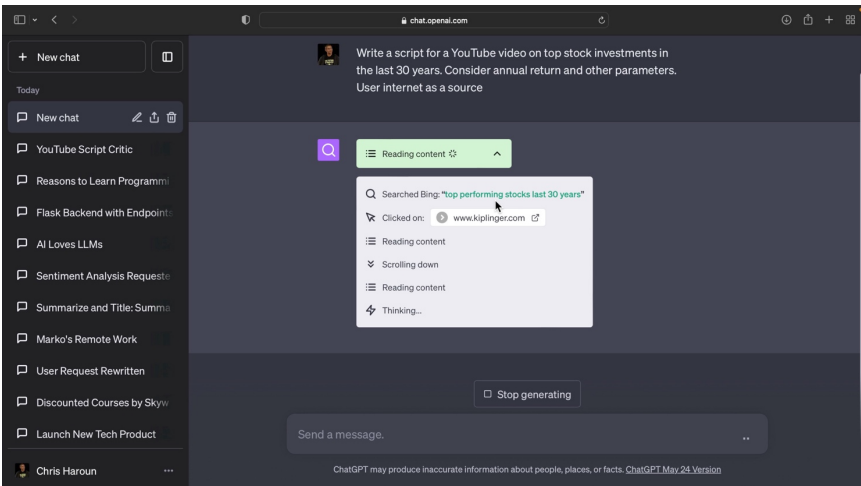 chat.openai.com
New chat
Today
New chat
YouTube Script Critic
Reasons to Learn Programmi
Flask Backend with Endpoints
AI Loves LLMs
Sentiment Analysis Requeste
Summarize and Title: Summa
Marko's Remote Work
User Request Rewritten
Discounted Courses by Skyw
Launch New Tech Product
Chris Haroun
Write a script for a YouTube video on top stock investments in
the last 30 years. Consider annual return and other parameters.
User internet as a source
Reading content
Searched Bing: "top performing stocks last 30 years"
Clicked on: www.kiplinger.com
Reading content
Scrolling down
Reading content
Thinking...
Stop generating
Send a message.
ChatGPT may produce inaccurate information about people, places, or facts. ChatGPT May 24 Version